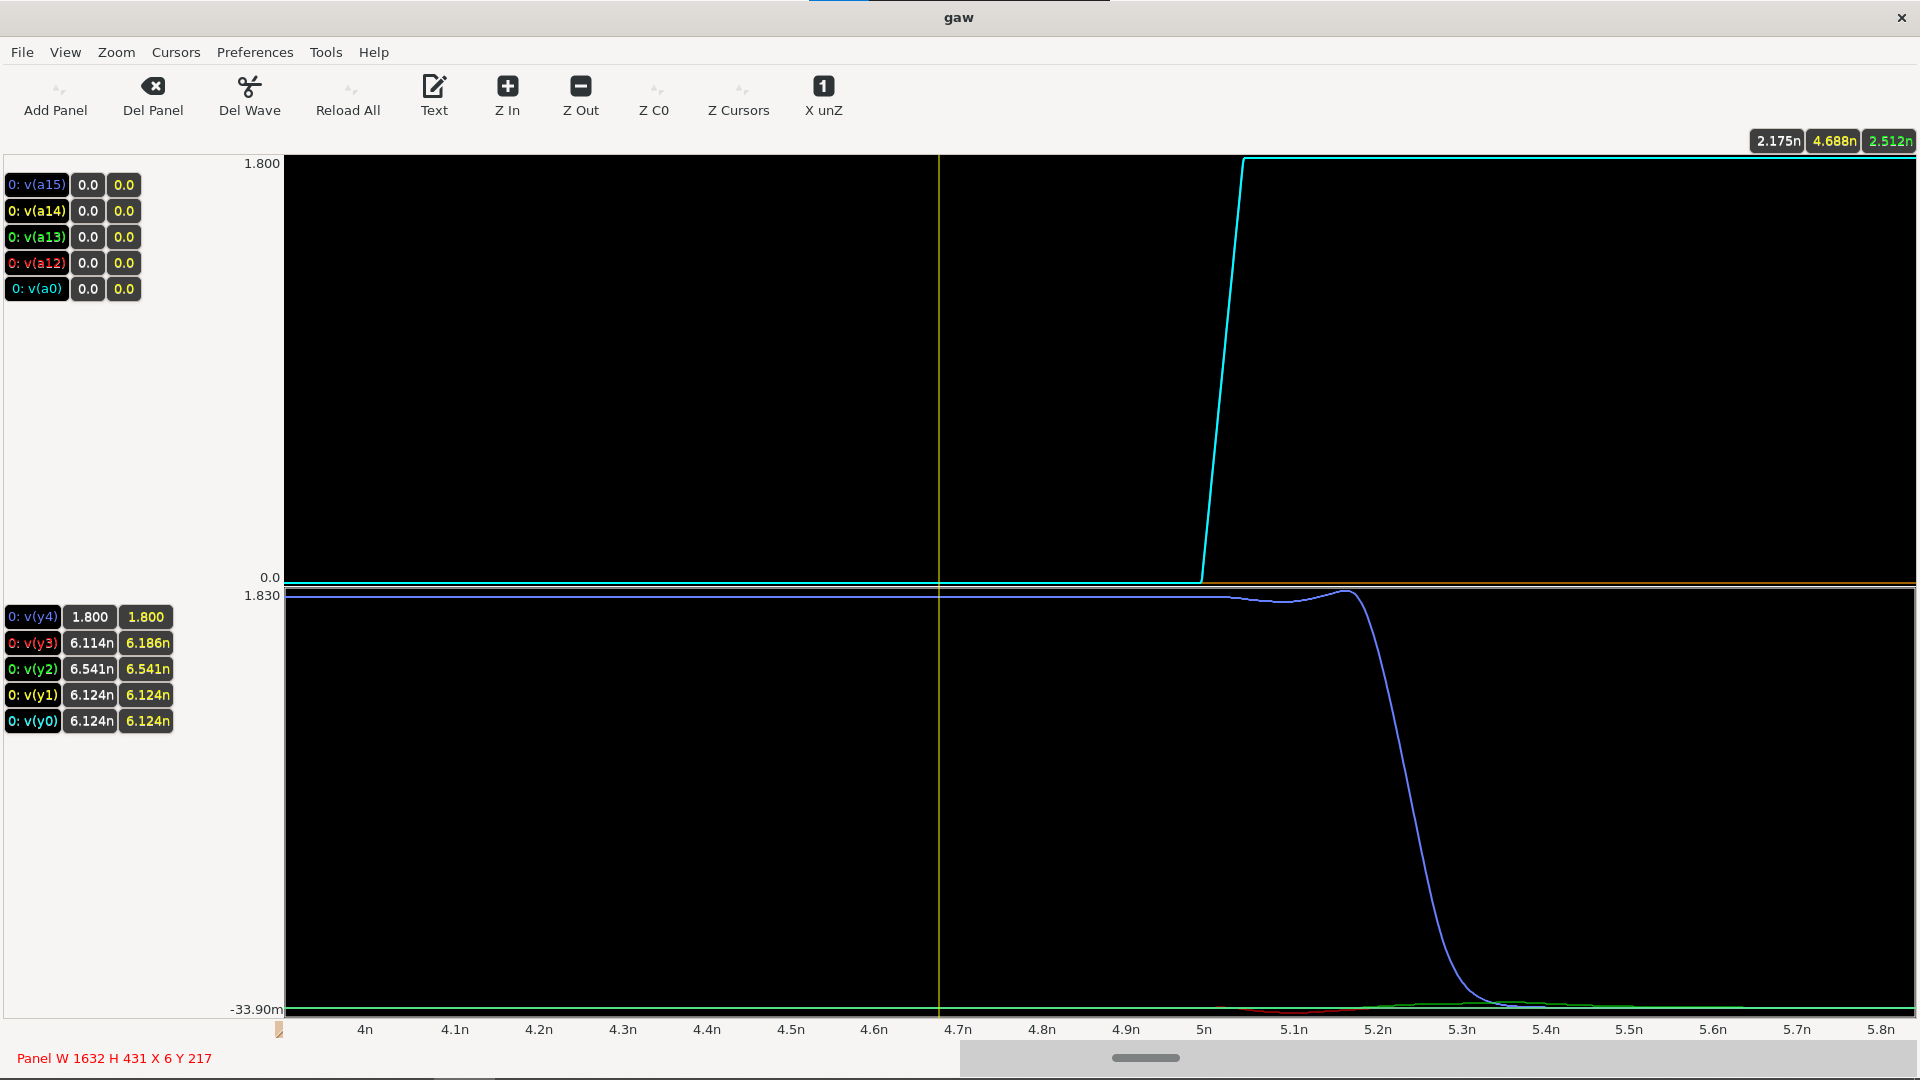 gaw
File View Zoom Cursors Preferences Tools Help
Add Panel Del Panel Del Wave Reload All Text Z In Z Out Z C0 Z Cursors 1 X unZ
2.175n 4.688n 2.512n
1.800
0: v(a15) 0.0 0.0
0: v(a14) 0.0 0.0
0: v(a13) 0.0 0.0
0: v(a12) 0.0 0.0
0: v(a0) 0.0 0.0
0.0
1.830
0: v(y4) 1.800 1.800
0: v(y3) 6.114n 6.186n
0: v(y2) 6.541n 6.541n
0: v(y1) 6.124n 6.124n
0: v(y0) 6.124n 6.124n
-33.90m
4n 4.1n 4.2n 4.3n 4.4n 4.5n 4.6n 4.7n 4.8n 4.9n 5n 5.1n 5.2n 5.3n 5.4n 5.5n 5.6n 5.7n 5.8n
Panel W 1632 H 431 X 6 Y 217